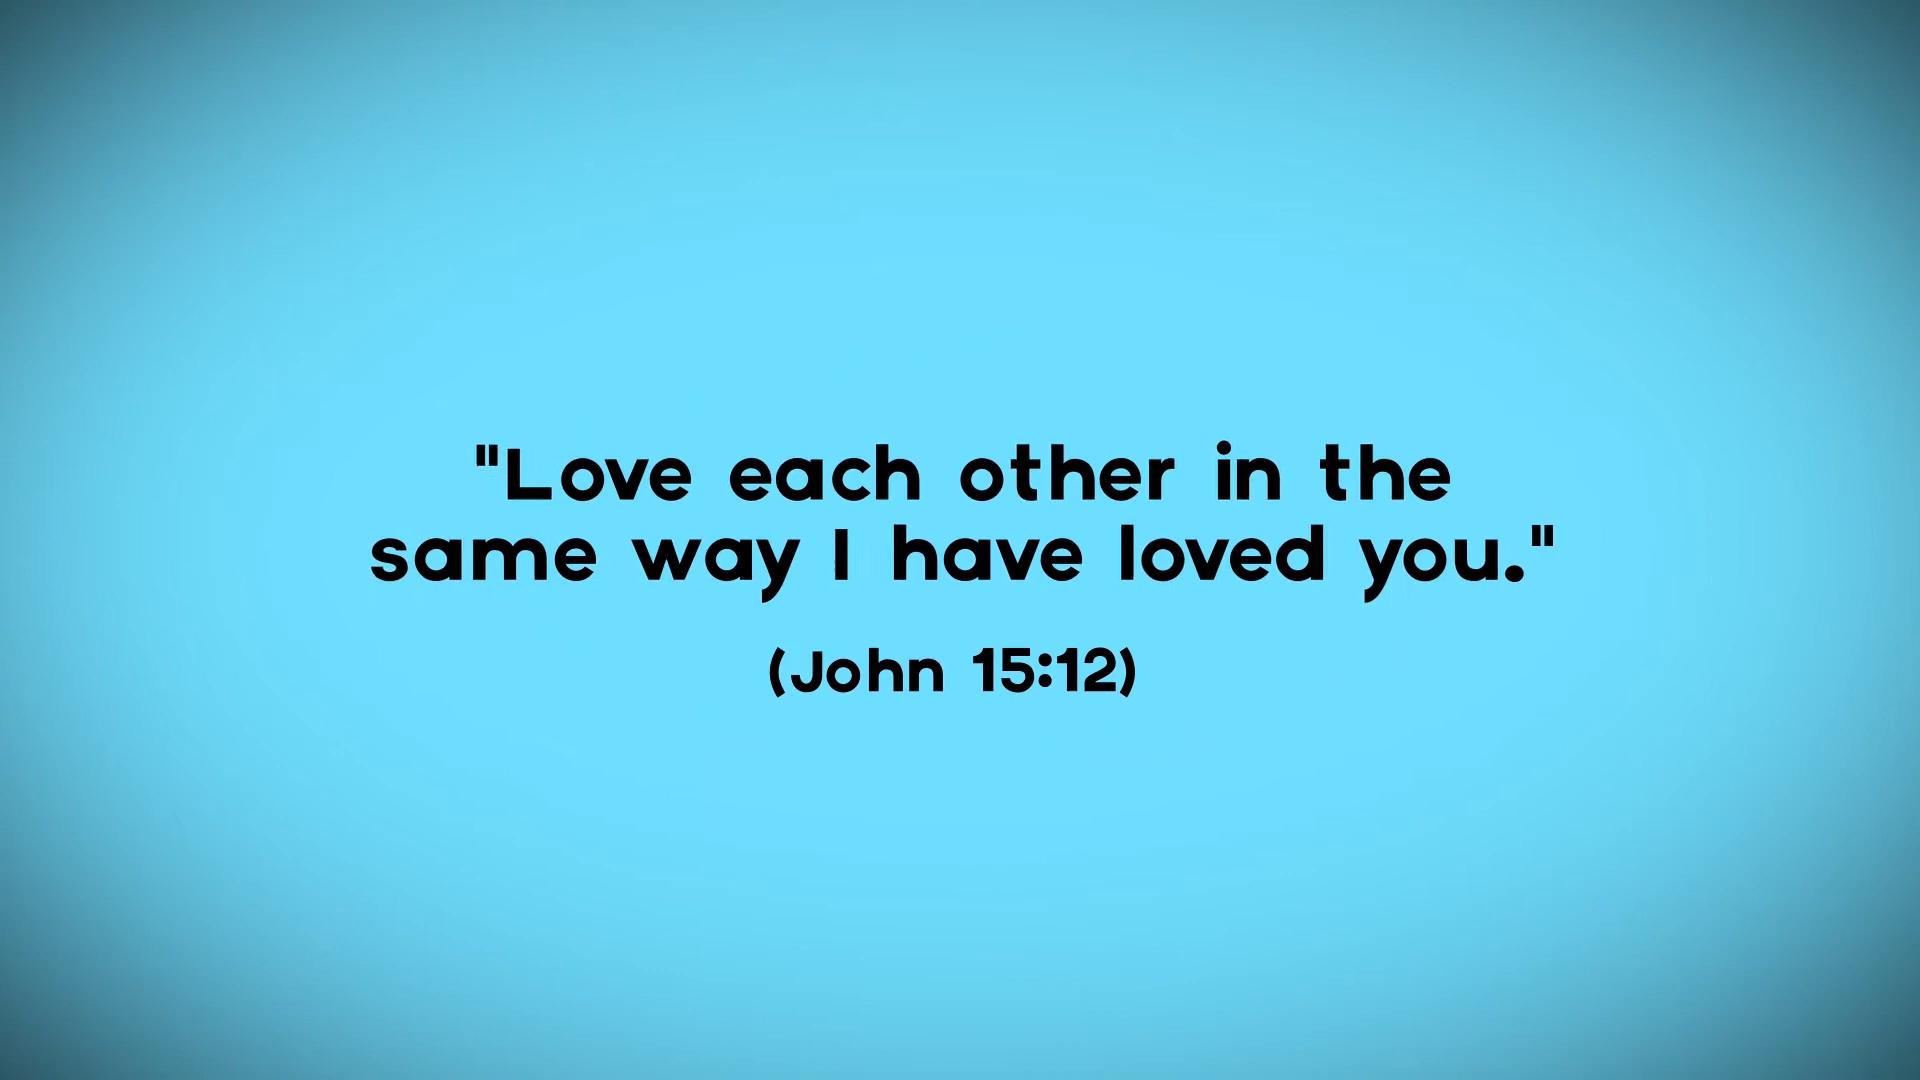 "Love each other in the
same way I have loved you."
(John 15:12)